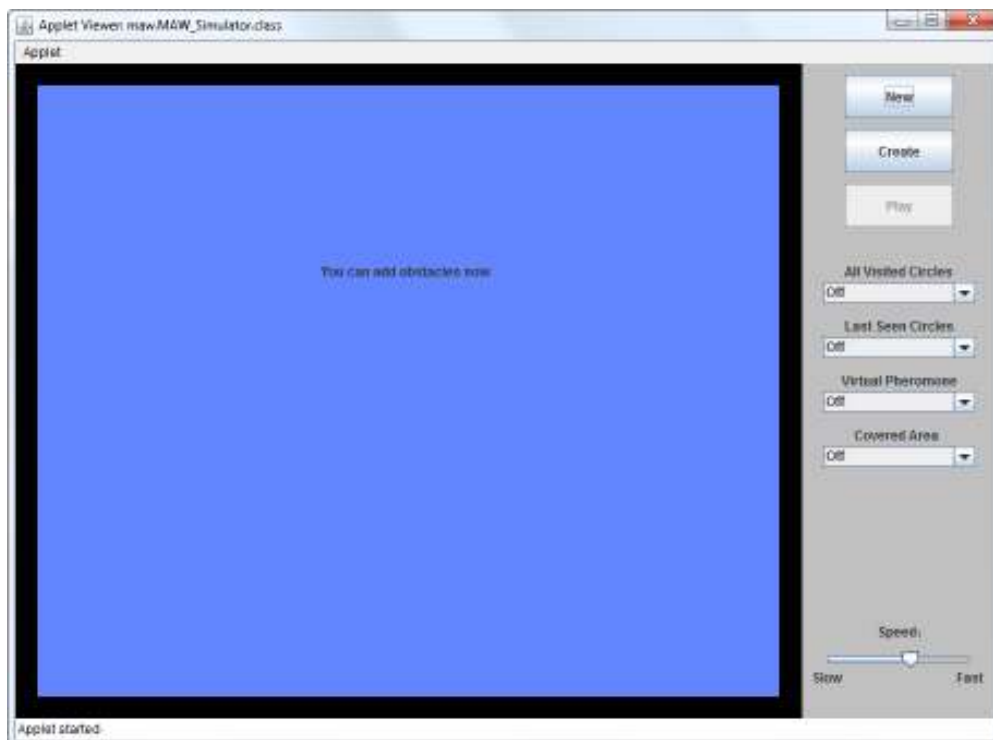 Applet Viewer: maw.MAW_Simulator.class
Applet
New
Create
Play
You can add obstacles now
All Visited Circles
Off
Last Seen Circles
Off
Virtual Pheromone
Off
Covered Area
Off
Speed:
Slow Fast
Applet started.